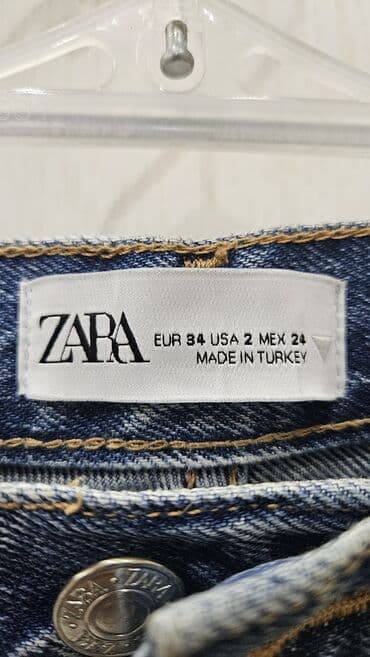 ZARA
EUR 34 USA 2 MEX 24
MADE IN TURKEY
ZARA · ZARA